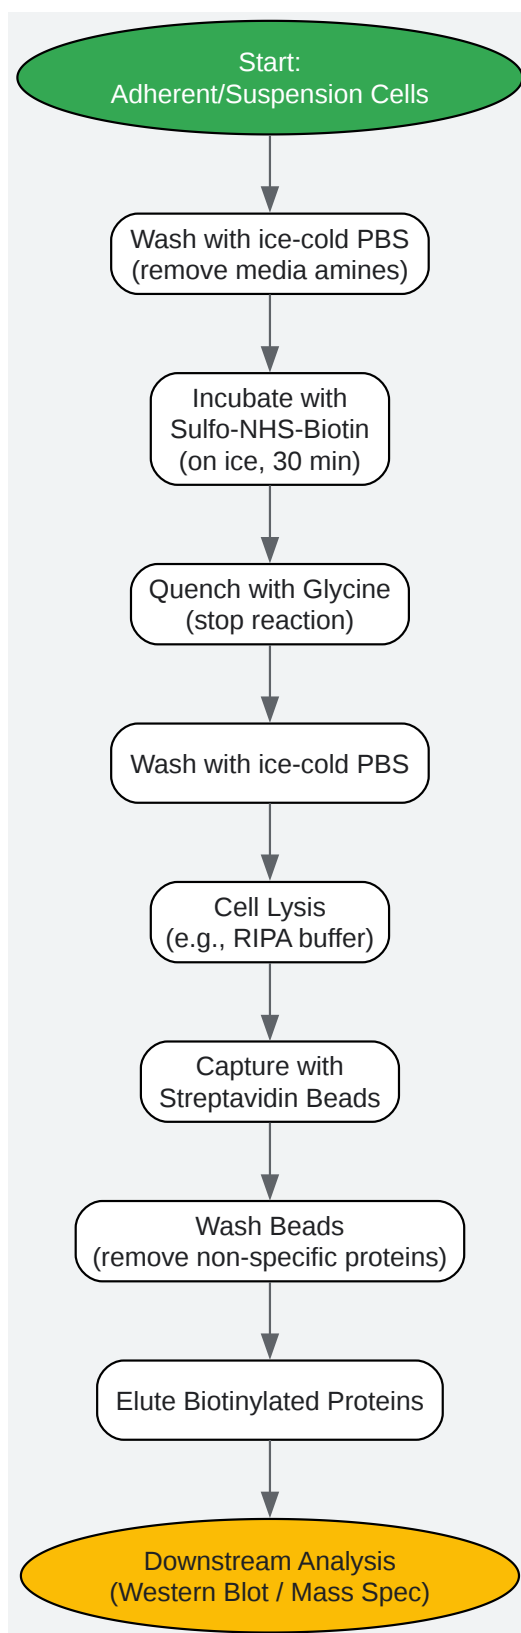 Start:
Adherent/Suspension Cells
Wash with ice-cold PBS
(remove media amines)
Incubate with
Sulfo-NHS-Biotin
(on ice, 30 min)
Quench with Glycine
(stop reaction)
Wash with ice-cold PBS
Cell Lysis
(e.g., RIPA buffer)
Capture with
Streptavidin Beads
Wash Beads
(remove non-specific proteins)
Elute Biotinylated Proteins
Downstream Analysis
(Western Blot / Mass Spec)